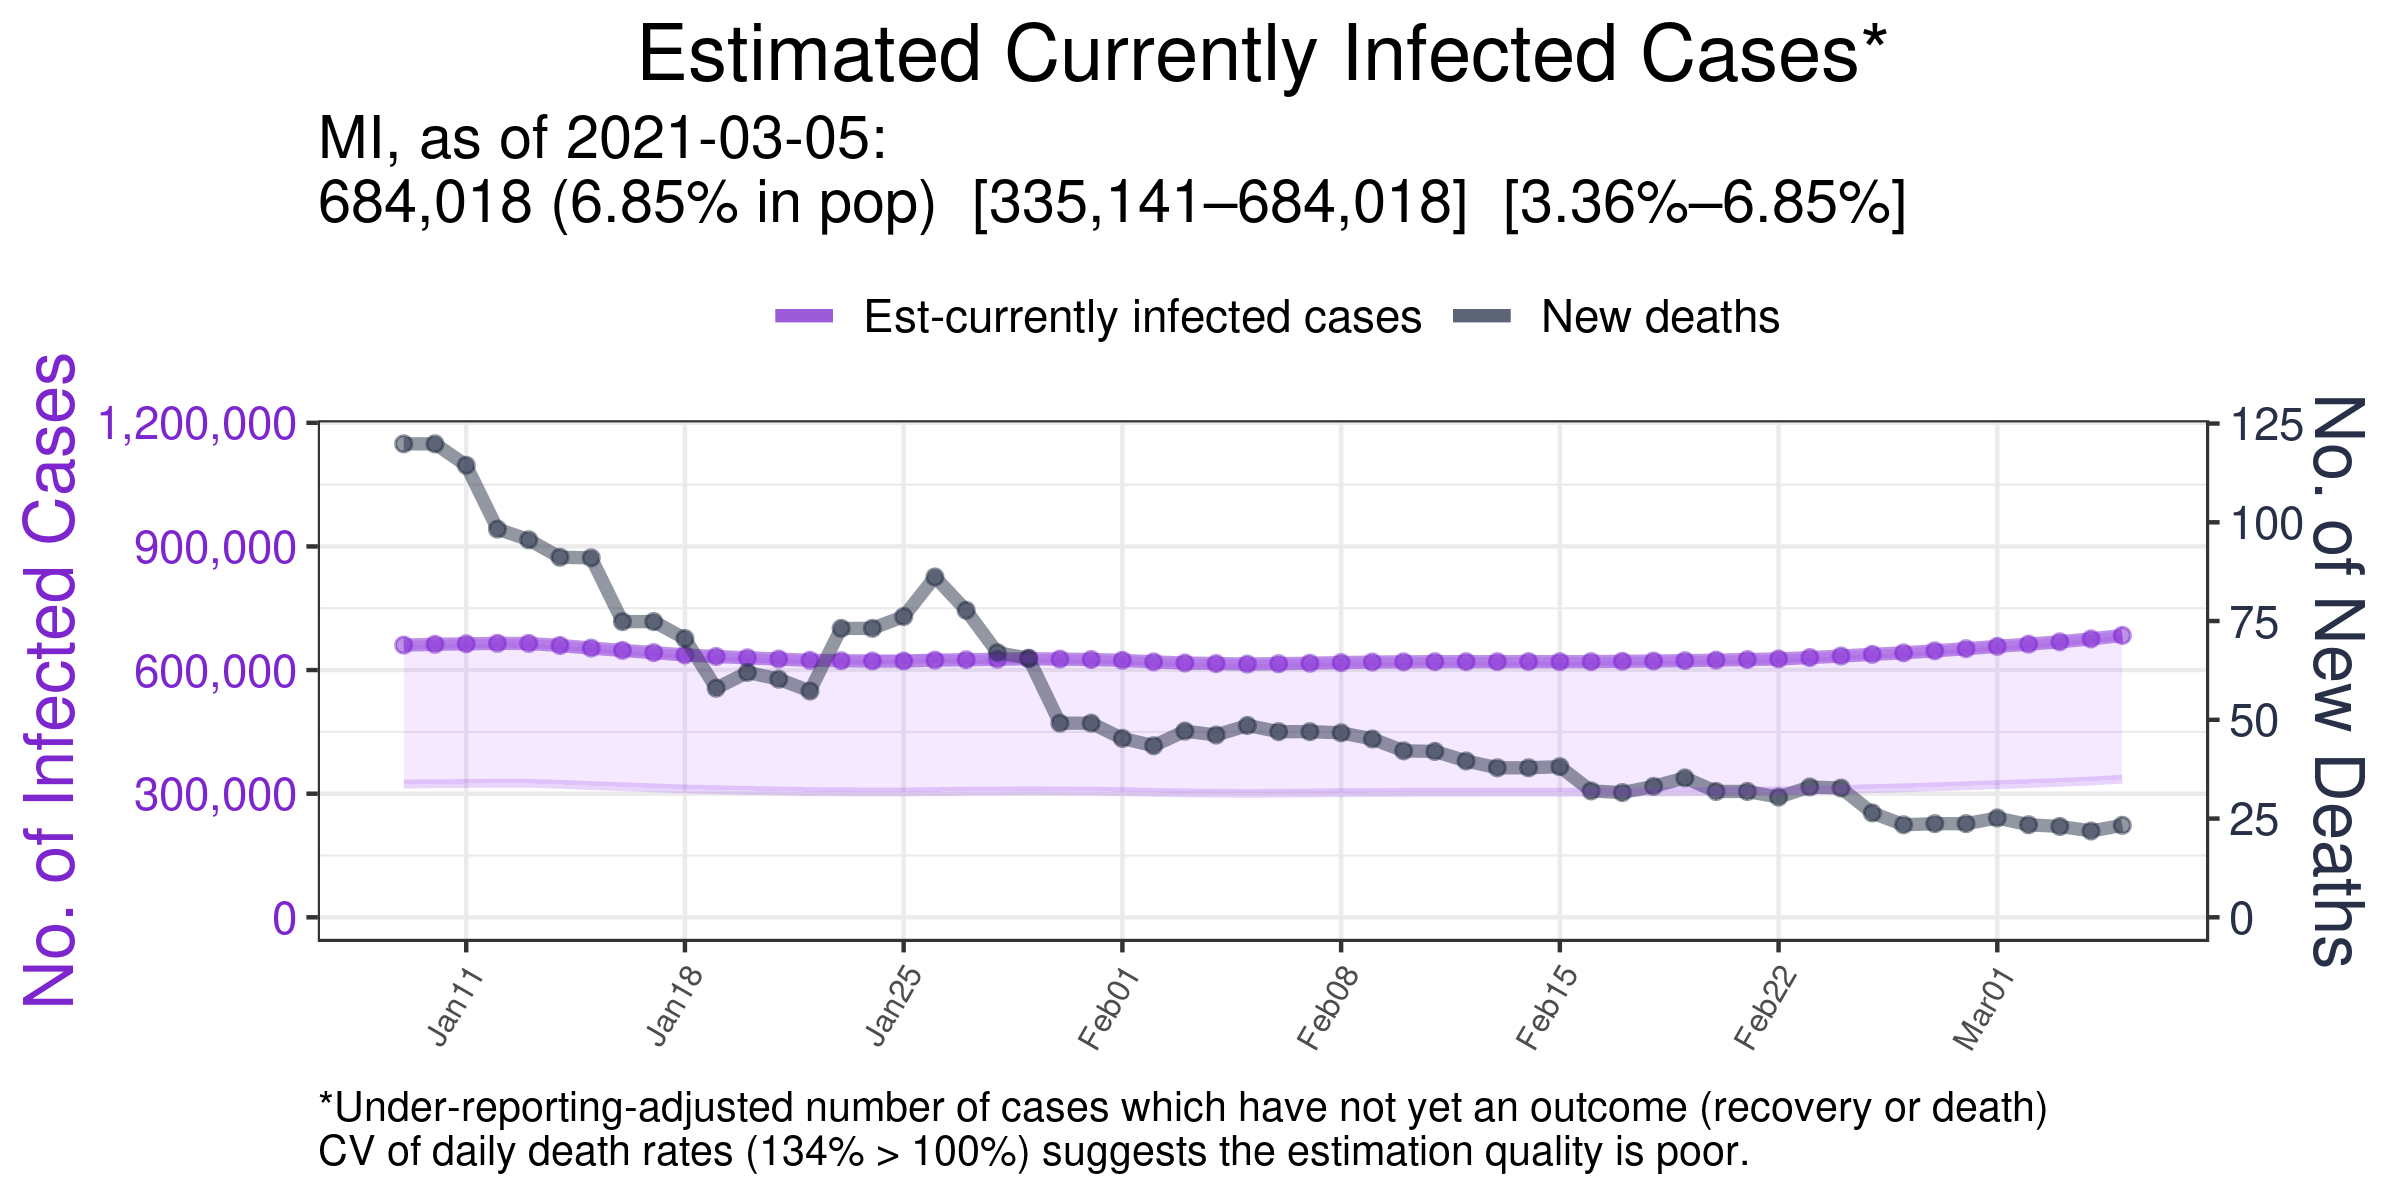 Estimated Currently Infected Cases*
MI, as of 2021-03-05:
684,018 (6.85% in pop)  [335,141–684,018]  [3.36%–6.85%]
Est-currently infected cases
New deaths
No. of Infected Cases
1,200,000
900,000
600,000
300,000
0
125
100
75
50
25
0
No. of New Deaths
Jan11
Jan18
Jan25
Feb01
Feb08
Feb15
Feb22
Mar01
*Under-reporting-adjusted number of cases which have not yet an outcome (recovery or death)
CV of daily death rates (134% > 100%) suggests the estimation quality is poor.